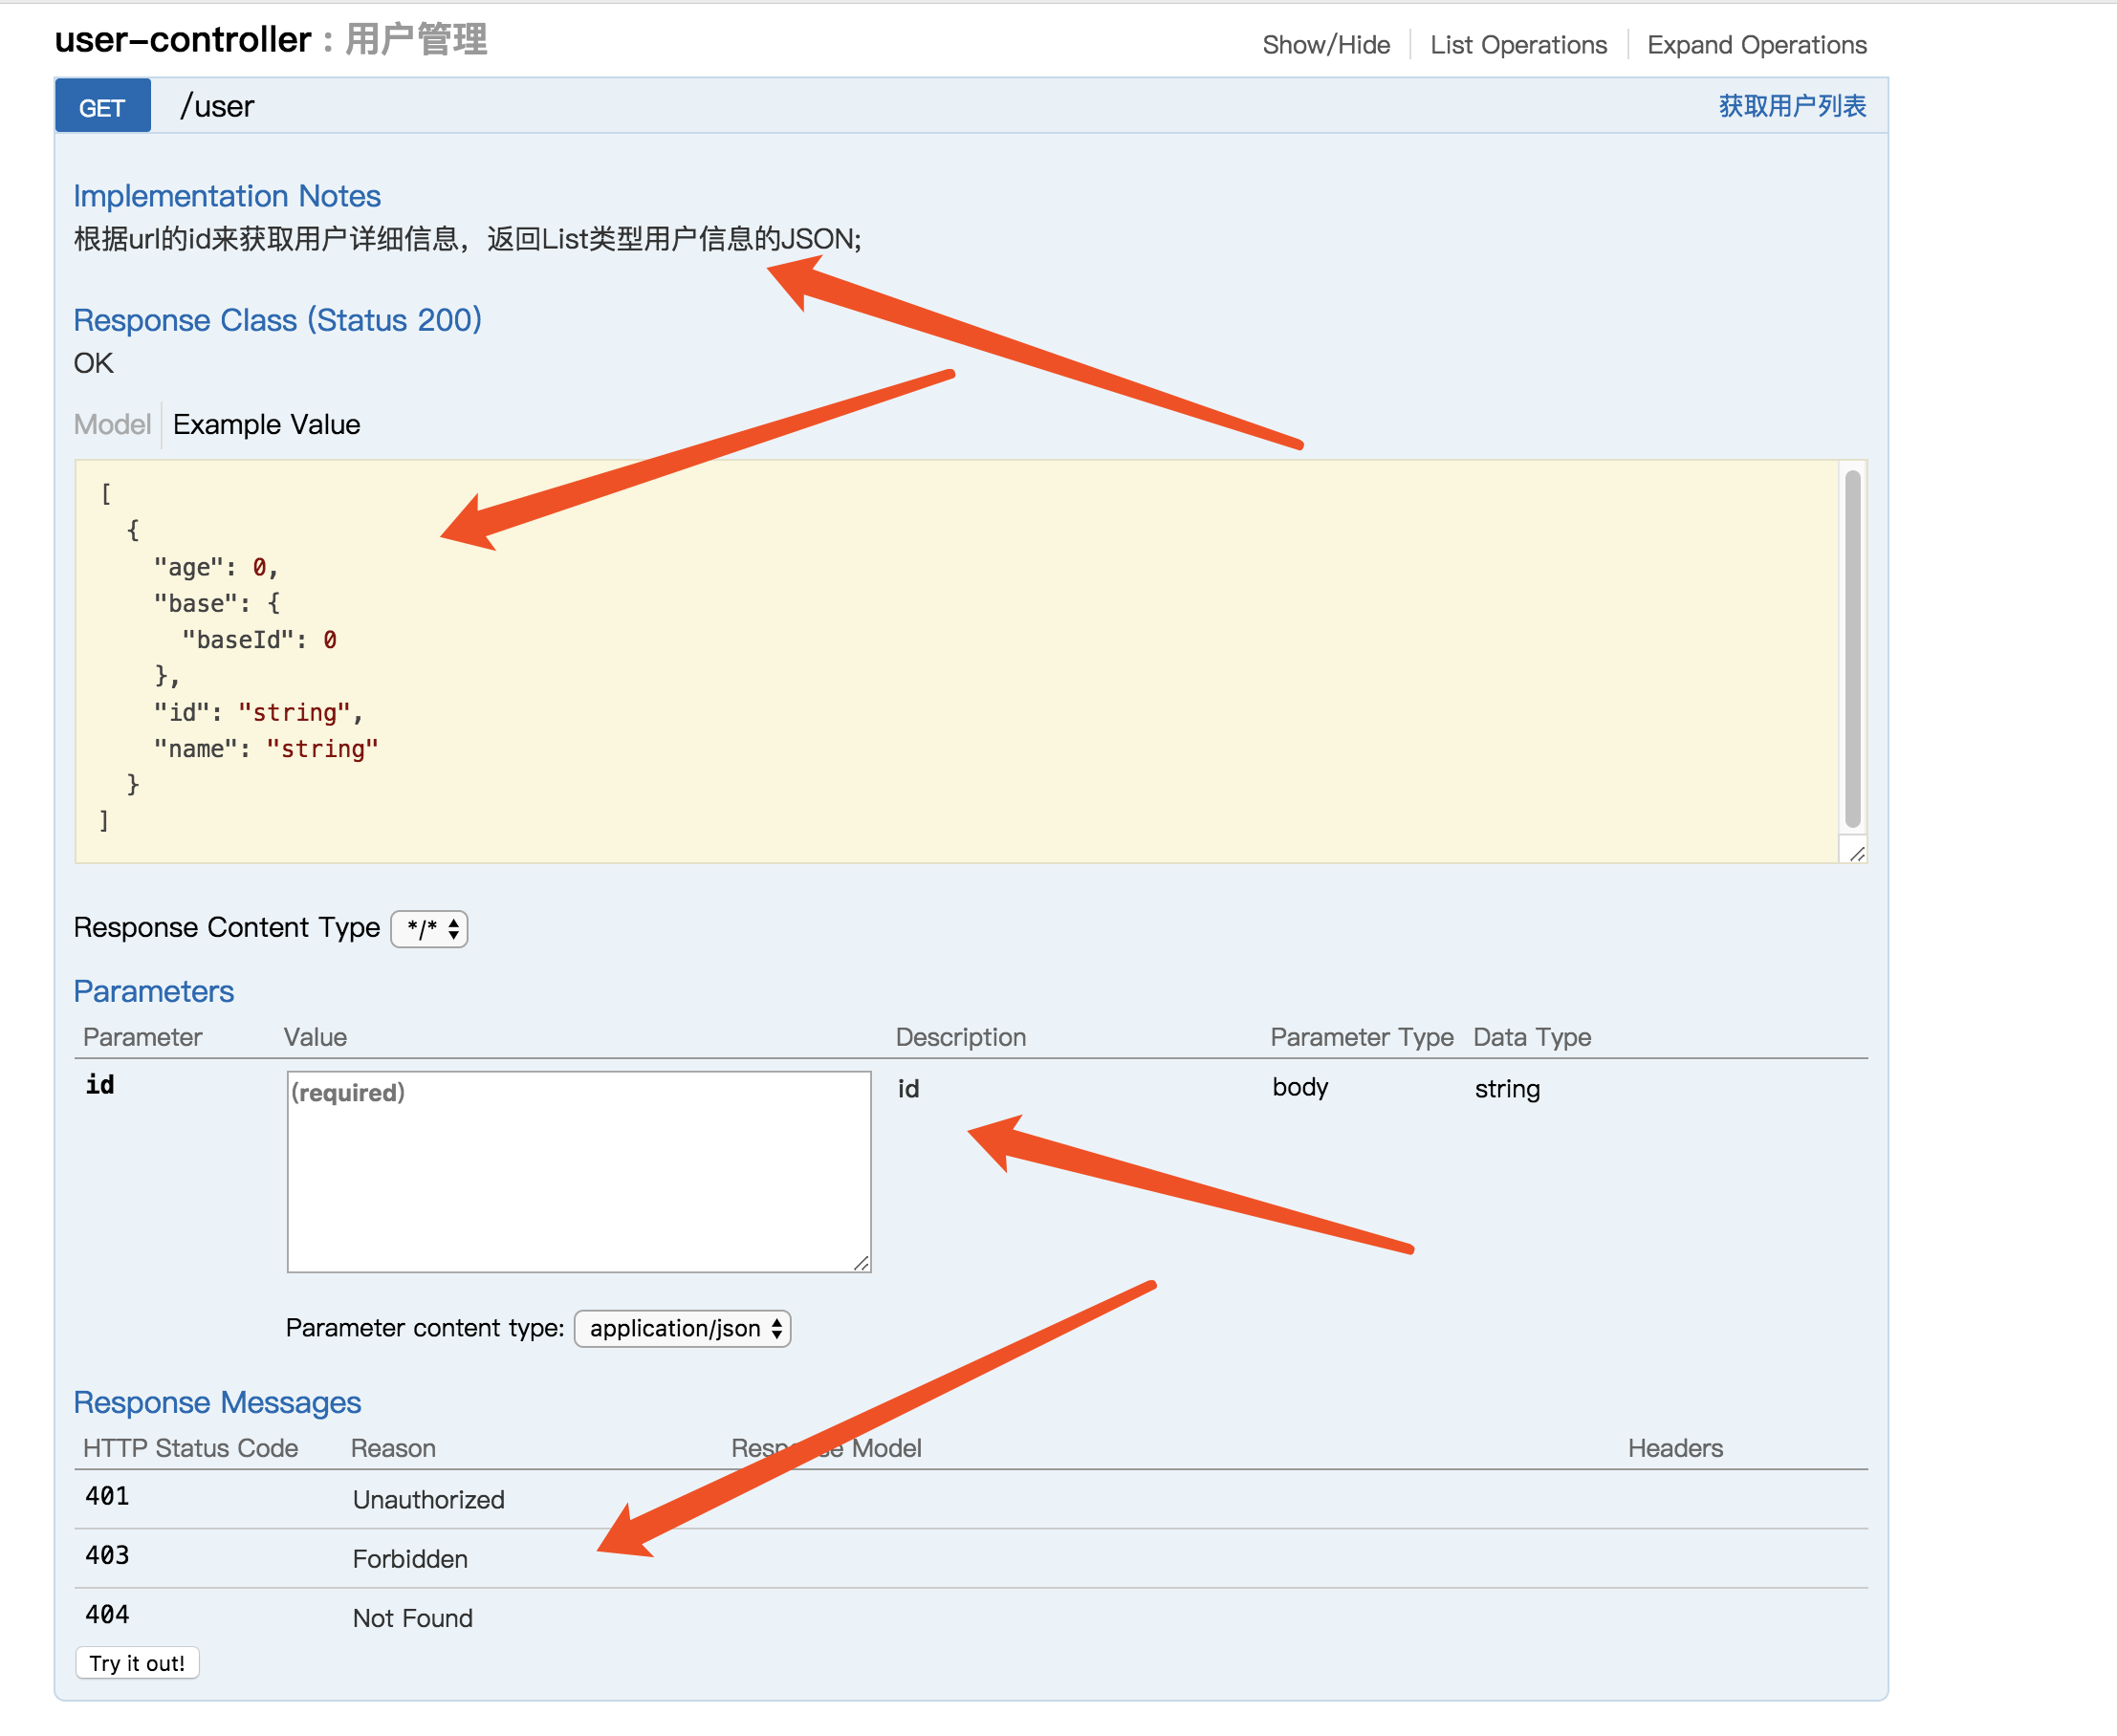 user-controller : 用户管理
Show/Hide List Operations Expand Operations
GET /user 获取用户列表
Implementation Notes
根据url的id来获取用户详细信息，返回List类型用户信息的JSON;
Response Class (Status 200)
OK
Model Example Value
[
{
"age": 0,
"base": {
"baseId": 0
},
"id": "string",
"name": "string"
}
]
Response Content Type */*
Parameters
Parameter Value Description Parameter Type Data Type
id (required) id body string
Parameter content type: application/json
Response Messages
HTTP Status Code Reason Response Model Headers
401 Unauthorized
403 Forbidden
404 Not Found
Try it out!